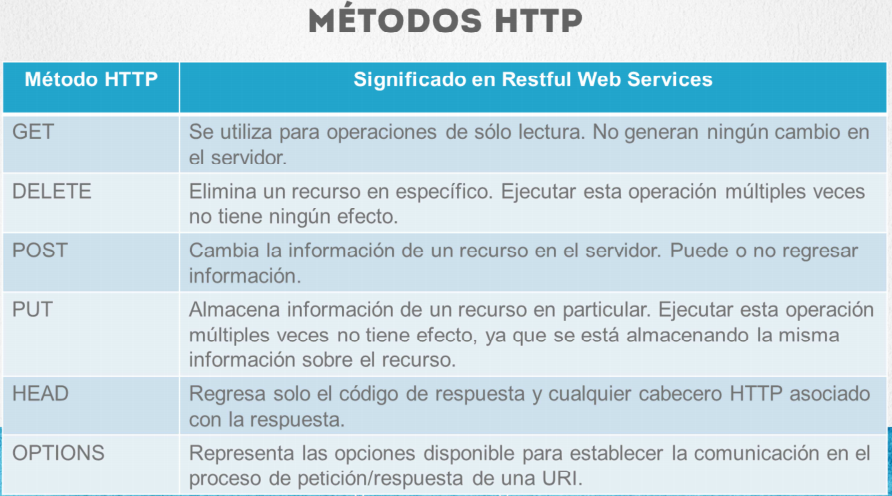 MÉTODOS HTTP
Método HTTP
Significado en Restful Web Services
GET
Se utiliza para operaciones de sólo lectura. No generan ningún cambio en
el servidor.
DELETE
Elimina un recurso en específico. Ejecutar esta operación múltiples veces
no tiene ningún efecto.
POST
Cambia la información de un recurso en el servidor. Puede o no regresar
información.
PUT
Almacena información de un recurso en particular. Ejecutar esta operación
múltiples veces no tiene efecto, ya que se está almacenando la misma
información sobre el recurso.
HEAD
Regresa solo el código de respuesta y cualquier cabecero HTTP asociado
con la respuesta.
OPTIONS
Representa las opciones disponible para establecer la comunicación en el
proceso de petición/respuesta de una URI.